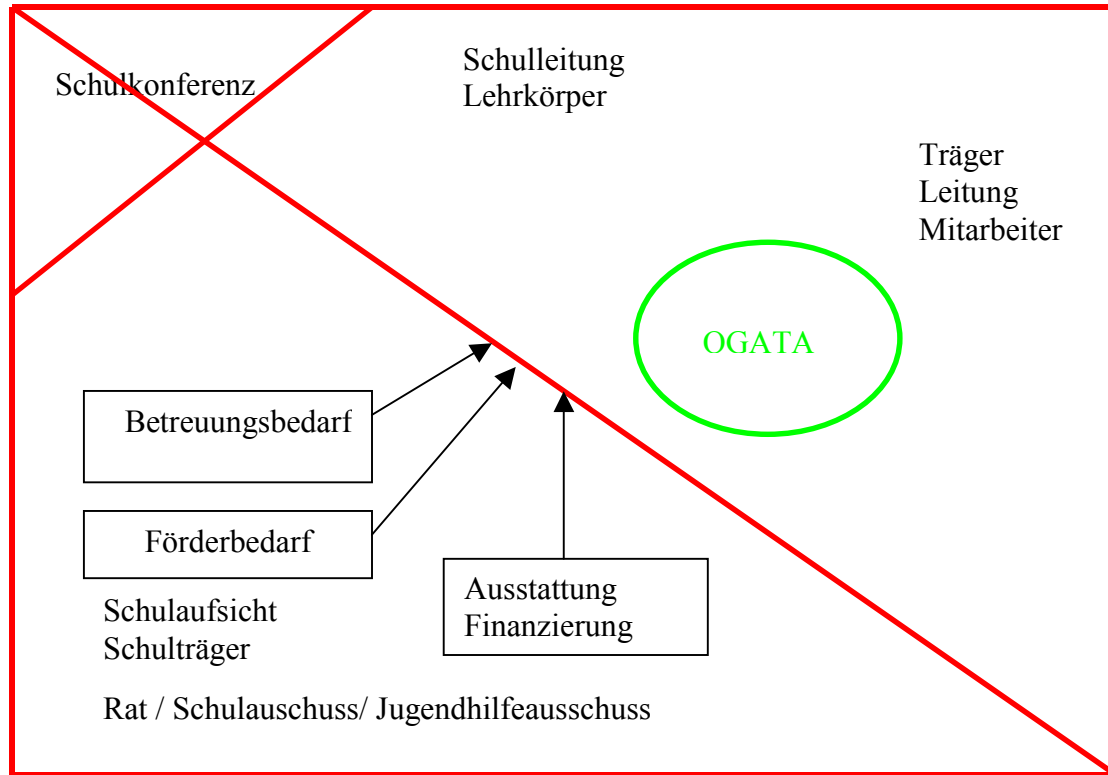 Schulkonferenz
Schulleitung
Lehrkörper
Träger
Leitung
Mitarbeiter
OGATA
Betreuungsbedarf
Förderbedarf
Ausstattung
Finanzierung
Schulaufsicht
Schulträger
Rat / Schulauschuss/ Jugendhilfeausschuss